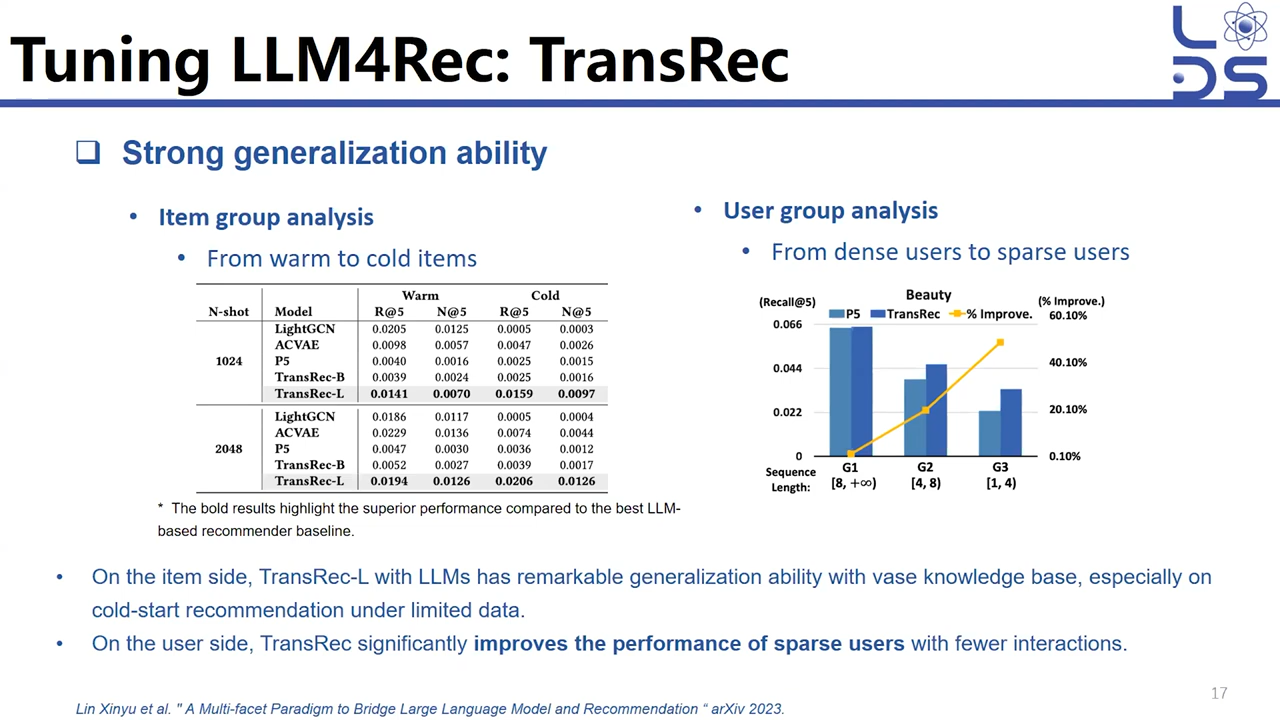 Tuning LLM4Rec: TransRec
L DS
❑ Strong generalization ability
• Item group analysis
• From warm to cold items
Warm Cold
N-shot Model R@5 N@5 R@5 N@5
LightGCN 0.0205 0.0125 0.0005 0.0003
ACVAE 0.0098 0.0057 0.0047 0.0026
1024 P5 0.0040 0.0016 0.0025 0.0015
TransRec-B 0.0039 0.0024 0.0025 0.0016
TransRec-L 0.0141 0.0070 0.0159 0.0097
LightGCN 0.0186 0.0117 0.0005 0.0004
ACVAE 0.0229 0.0136 0.0074 0.0044
2048 P5 0.0047 0.0030 0.0036 0.0012
TransRec-B 0.0052 0.0027 0.0039 0.0017
TransRec-L 0.0194 0.0126 0.0206 0.0126
* The bold results highlight the superior performance compared to the best LLM-
based recommender baseline.
• User group analysis
• From dense users to sparse users
Beauty
(Recall@5) (% Improve.)
P5 TransRec % Improve.
0.066 60.10%
0.044 40.10%
0.022 20.10%
0 0.10%
Sequence G1 G2 G3
Length: [8, +∞) [4, 8) [1, 4)
• On the item side, TransRec-L with LLMs has remarkable generalization ability with vase knowledge base, especially on
cold-start recommendation under limited data.
• On the user side, TransRec significantly improves the performance of sparse users with fewer interactions.
17
Lin Xinyu et al. " A Multi-facet Paradigm to Bridge Large Language Model and Recommendation “ arXiv 2023.